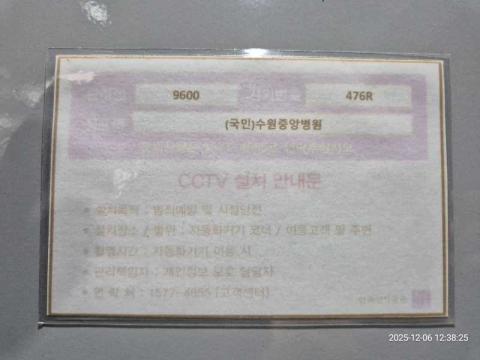 9600 476R
(국민)수원중앙병원
CCTV 설치 안내문
설치목적 : 범죄예방 및 시설안전
설치장소 / 범위 : 자동화기기 코너 / 이용고객 및 주변
촬영시간 : 자동화기기 이용 시
관리책임자 : 개인정보 보호 담당자
연 락 처 : [고객센터]
2025-12-06 12:38:25